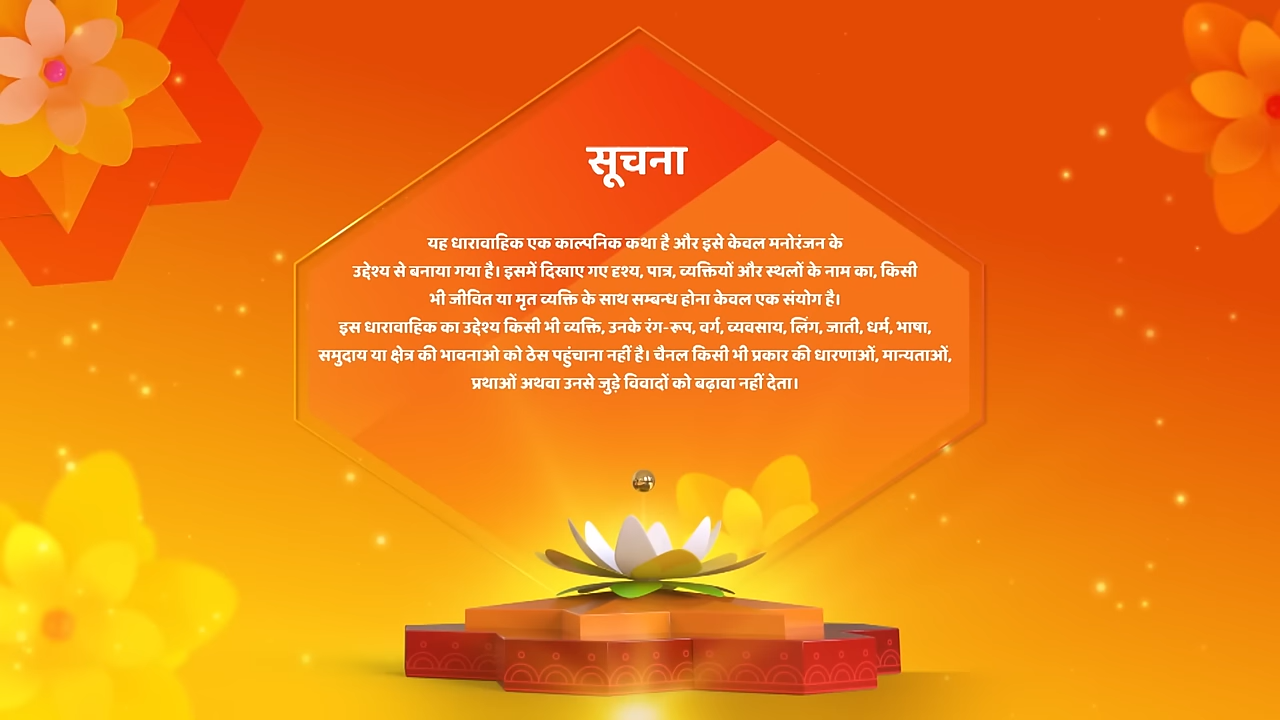 सूचना
यह धारावाहिक एक काल्पनिक कथा है और इसे केवल मनोरंजन के
उद्देश्य से बनाया गया है। इसमें दिखाए गए दृश्य, पात्र, व्यक्तियों और स्थलों के नाम का, किसी
भी जीवित या मृत व्यक्ति के साथ सम्बन्ध होना केवल एक संयोग है।
इस धारावाहिक का उद्देश्य किसी भी व्यक्ति, उनके रंग-रूप, वर्ग, व्यवसाय, लिंग, जाती, धर्म, भाषा,
समुदाय या क्षेत्र की भावनाओ को ठेस पहुंचाना नहीं है। चैनल किसी भी प्रकार की धारणाओं, मान्यताओं,
प्रथाओं अथवा उनसे जुड़े विवादों को बढ़ावा नहीं देता।